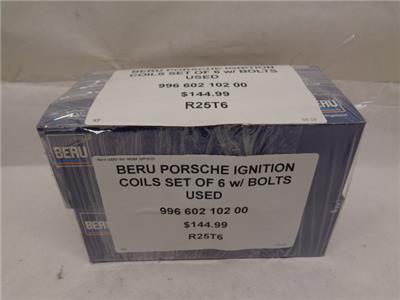 BERU PORSCHE IGNITION
COILS SET OF 6 w/ BOLTS
USED
996 602 102 00
$144.99
R25T6
BERU
BERU PORSCHE IGNITION
COILS SET OF 6 w/ BOLTS
USED
996 602 102 00
$144.99
R25T6
BERU